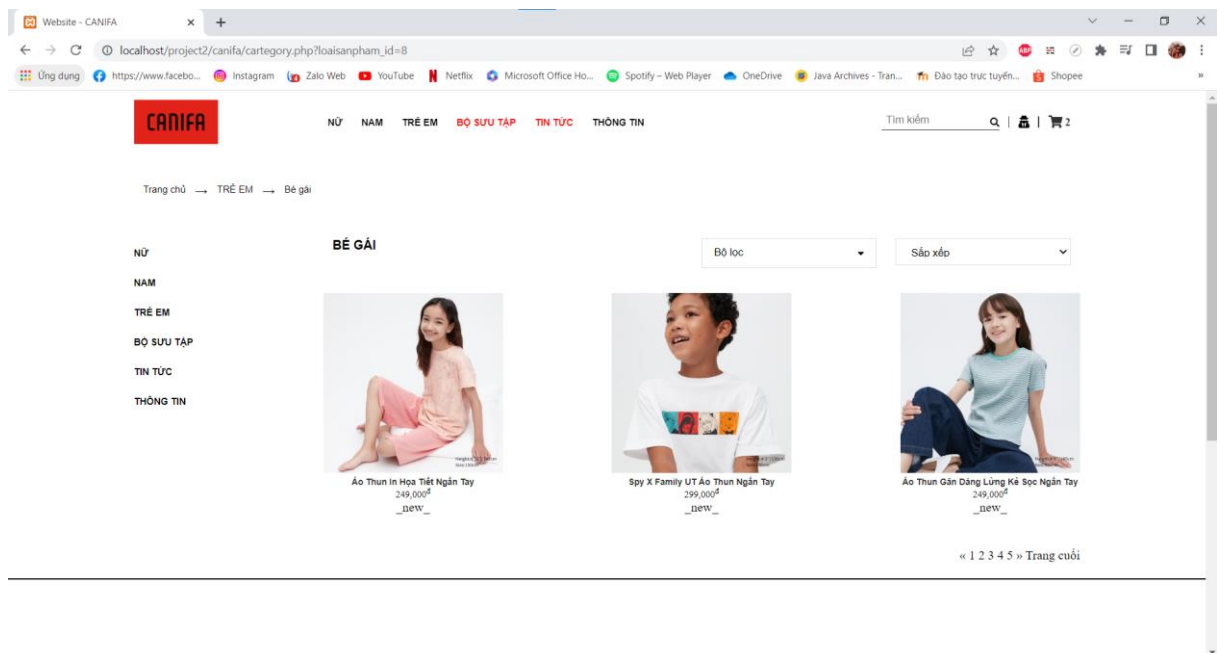 Website - CANIFA
localhost/project2/canifa/cartegory.php?loaisanpham_id=8
Ứng dụng https://www.facebo... Instagram Zalo Web YouTube Netflix Microsoft Office Ho... Spotify – Web Player OneDrive Java Archives - Tran... Đào tạo trực tuyến... Shopee »
CANIFA NỮ NAM TRẺ EM BỘ SƯU TẬP TIN TỨC THÔNG TIN Tìm kiếm | | 2
Trang chủ → TRẺ EM → Bé gái
BÉ GÁI Bộ lọc Sắp xếp
NỮ
NAM
TRẺ EM
BỘ SƯU TẬP
TIN TỨC
THÔNG TIN
Áo Thun In Họa Tiết Ngắn Tay
249,000đ
_new_
Spy X Family UT Áo Thun Ngắn Tay
299,000đ
_new_
Áo Thun Gân Dáng Lửng Kẻ Sọc Ngắn Tay
249,000đ
_new_
« 1 2 3 4 5 » Trang cuối